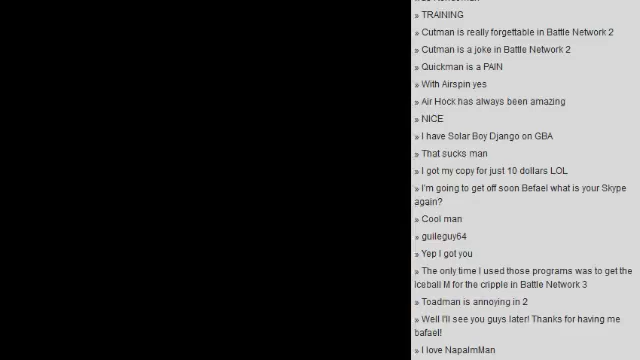 » TRAINING
» Cutman is really forgettable in Battle Network 2
» Cutman is a joke in Battle Network 2
» Quickman is a PAIN
» With Airspin yes
» Air Hock has always been amazing
» NICE
» I have Solar Boy Django on GBA
» That sucks man
» I got my copy for just 10 dollars LOL
» I'm going to get off soon Befael what is your Skype
again?
» Cool man
» guileguy64
» Yep I got you
» The only time I used those programs was to get the
Iceball M for the cripple in Battle Network 3
» Toadman is annoying in 2
» Well I'll see you guys later! Thanks for having me
bafael!
» I love NapalmMan